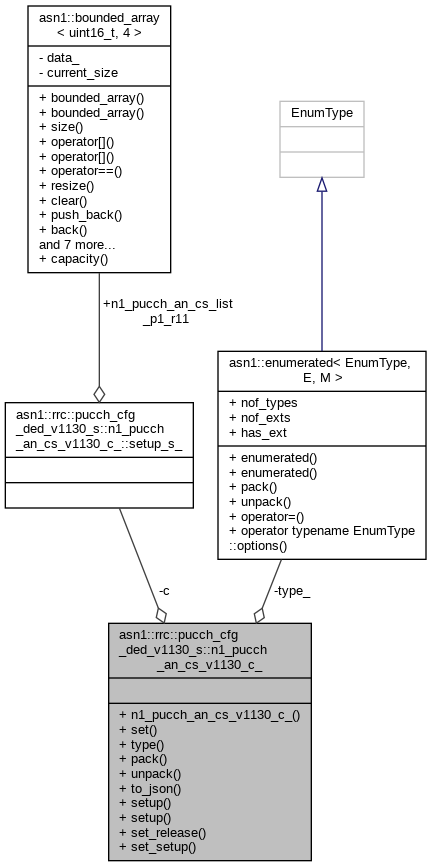 asn1::bounded_array
< uint16_t, 4 >
- data_
- current_size
+ bounded_array()
+ bounded_array()
+ size()
+ operator[]()
+ operator[]()
+ operator==()
+ resize()
+ clear()
+ push_back()
+ back()
and 7 more...
+ capacity()
EnumType
+n1_pucch_an_cs_list
_p1_r11
asn1::enumerated< EnumType,
E, M >
+ nof_types
+ nof_exts
+ has_ext
+ enumerated()
+ enumerated()
+ pack()
+ unpack()
+ operator=()
+ operator typename EnumType
::options()
asn1::rrc::pucch_cfg
_ded_v1130_s::n1_pucch
_an_cs_v1130_c_::setup_s_
-c
-type_
asn1::rrc::pucch_cfg
_ded_v1130_s::n1_pucch
_an_cs_v1130_c_
+ n1_pucch_an_cs_v1130_c_()
+ set()
+ type()
+ pack()
+ unpack()
+ to_json()
+ setup()
+ setup()
+ set_release()
+ set_setup()